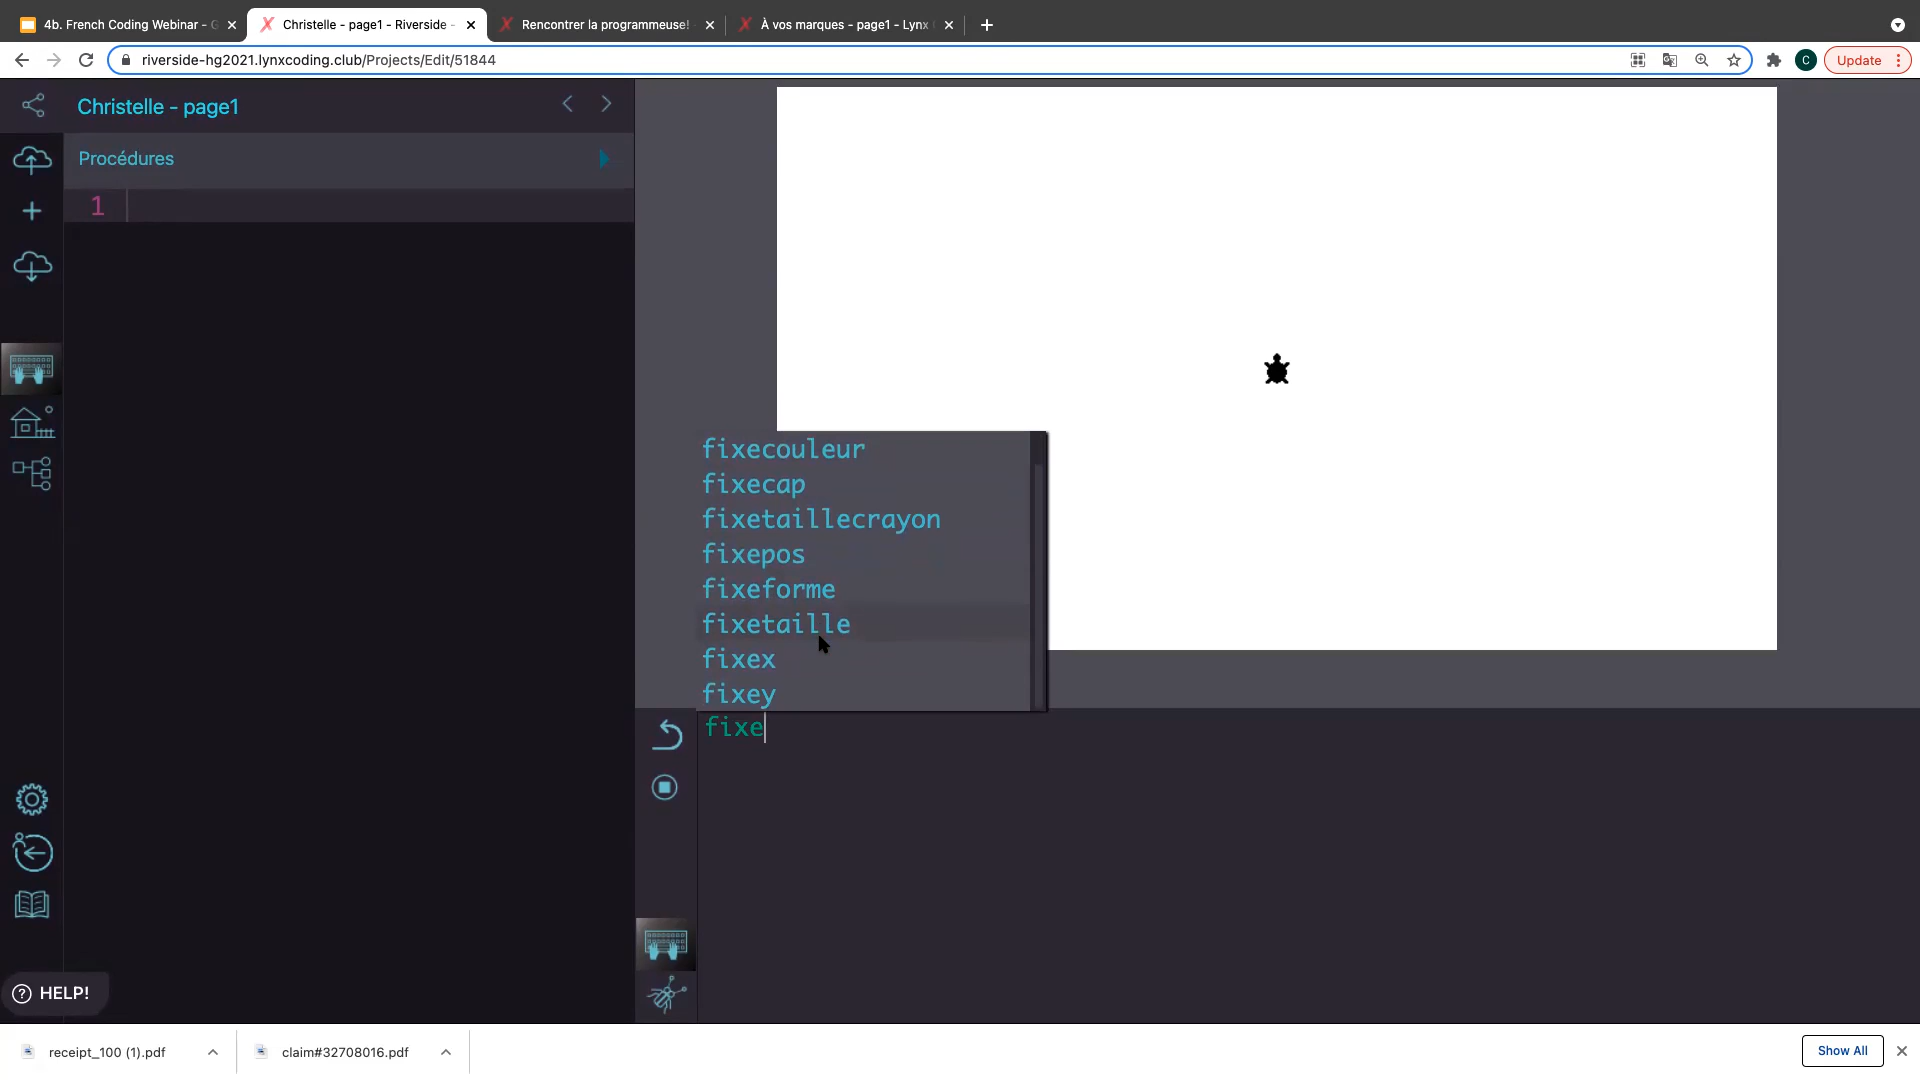 4b. French Coding Webinar - G
Christelle - page1 - Riverside -
Rencontrer la programmeuse!
À vos marques - page1 - Lynx
riverside-hg2021.lynxcoding.club/Projects/Edit/51844
C
Update
Christelle - page1
Procédures
1
fixecouleur
fixecap
fixetaillecrayon
fixepos
fixeforme
fixetaille
fixex
fixey
fixe
? HELP!
receipt_100 (1).pdf
claim#32708016.pdf
Show All